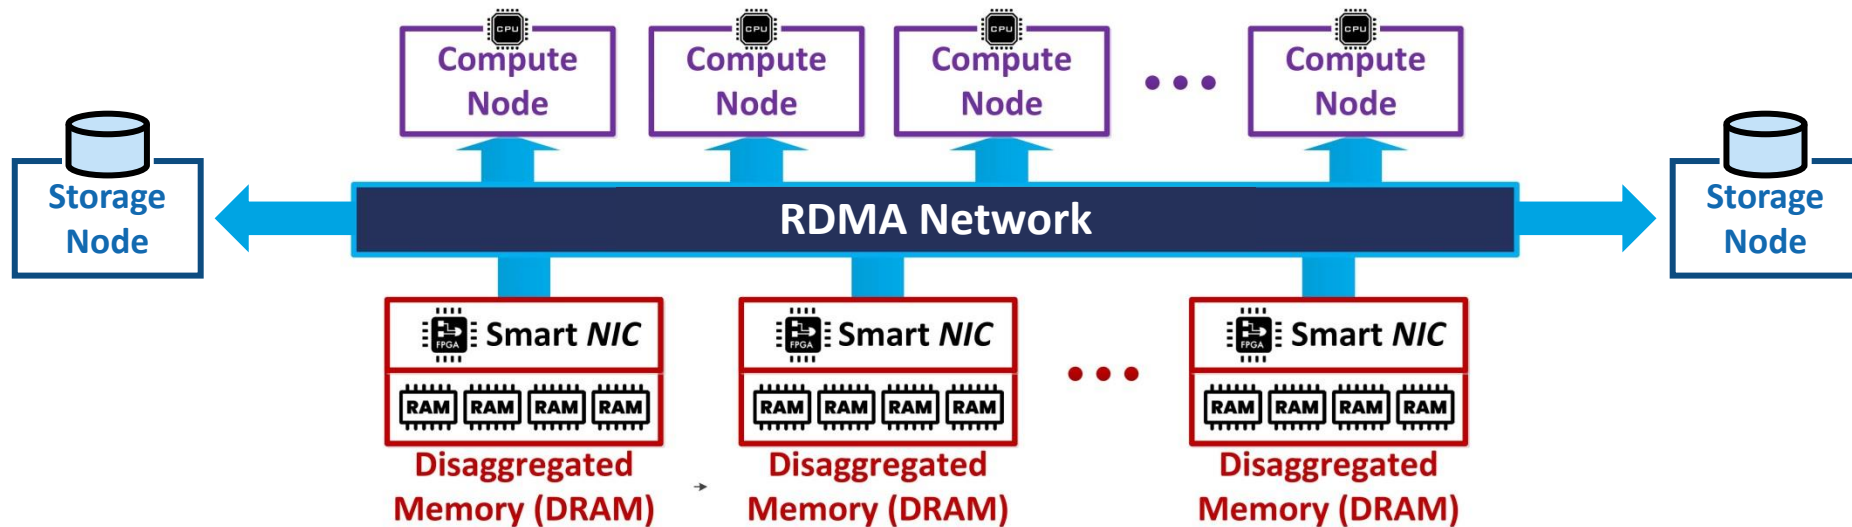 CPU CPU CPU CPU
Compute Node
Compute Node
Compute Node
Compute Node
Storage Node
RDMA Network
Storage Node
FPGA Smart NIC
FPGA Smart NIC
FPGA Smart NIC
RAM RAM RAM RAM
RAM RAM RAM RAM
RAM RAM RAM RAM
Disaggregated
Memory (DRAM)
Disaggregated
Memory (DRAM)
Disaggregated
Memory (DRAM)